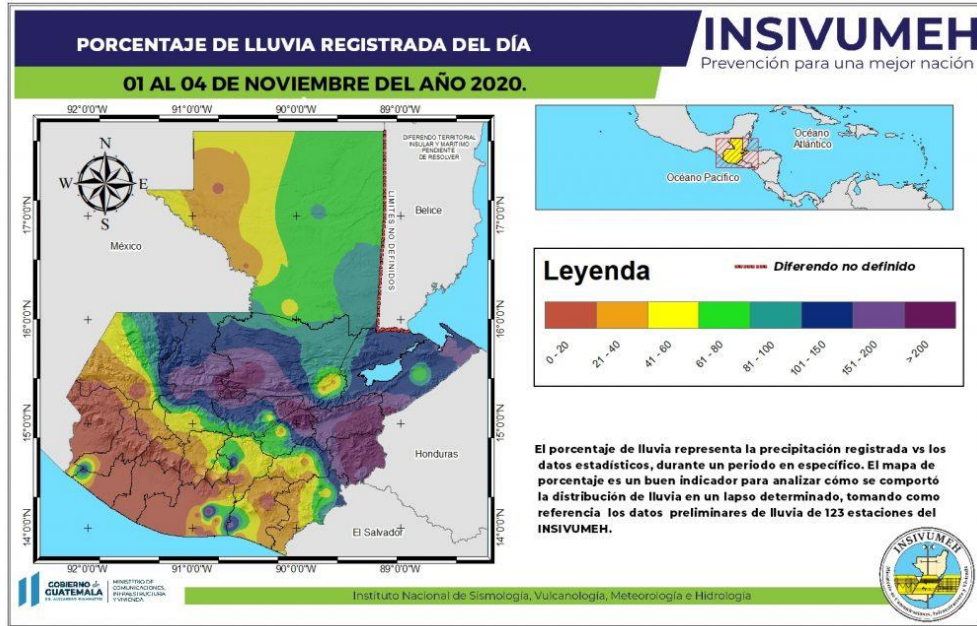 PORCENTAJE DE LLUVIA REGISTRADA DEL DÍA
01 AL 04 DE NOVIEMBRE DEL AÑO 2020.
INSIVUMEH
Prevención para una mejor nación
92°0'0"W 91°0'0"W 90°0'0"W 89°0'0"W
N
W E
S
DIFERENDO TERRITORIAL
INSULAR Y MARITIMO
PENDIENTE
DE RESOLVER
LIMITES NO DEFINIDOS
México
Belice
Honduras
El Salvador
17°0'0"N
16°0'0"N
15°0'0"N
14°0'0"N
17°0'0"N
16°0'0"N
15°0'0"N
14°0'0"N
92°0'0"W 91°0'0"W 90°0'0"W 89°0'0"W
Océano
Atlántico
Océano Pacífico
Leyenda
Diferendo no definido
0 - 20
21 - 40
41 - 60
61 - 80
81 - 100
101 - 150
151 - 200
> 200
El porcentaje de lluvia representa la precipitación registrada vs los
datos estadísticos, durante un periodo en específico. El mapa de
porcentaje es un buen indicador para analizar cómo se comportó
la distribución de lluvia en un lapso determinado, tomando como
referencia los datos preliminares de lluvia de 123 estaciones del
INSIVUMEH.
GOBIERNO de
GUATEMALA
MINISTERIO DE
COMUNICACIONES,
INFRAESTRUCTURA
Y VIVIENDA
Instituto Nacional de Sismología, Vulcanología, Meteorología e Hidrología
INSIVUMEH